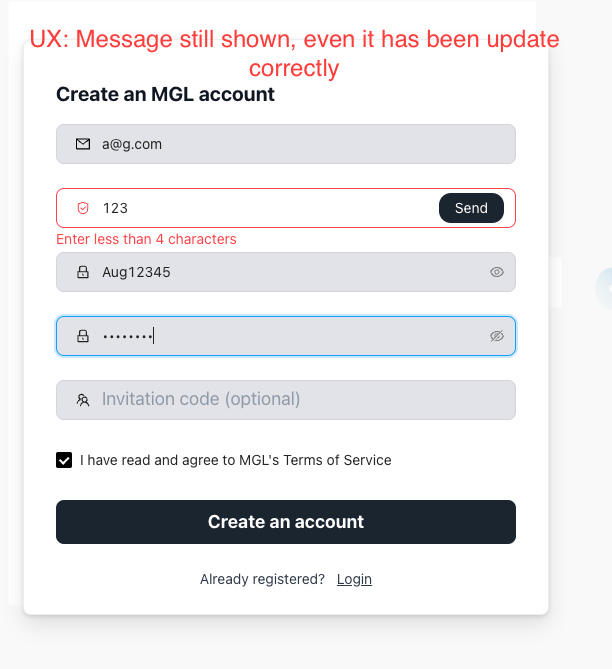 UX: Message still shown, even it has been update
correctly
Create an MGL account
a@g.com
123
Send
Enter less than 4 characters
Aug12345
••••••••
Invitation code (optional)
I have read and agree to MGL's Terms of Service
Create an account
Already registered? Login